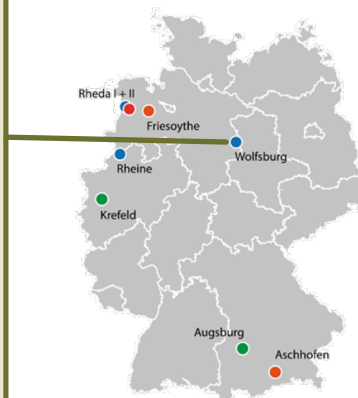 Rheda I + II
Friesoythe
Wolfsburg
Rheine
Krefeld
Augsburg
Aschhofen